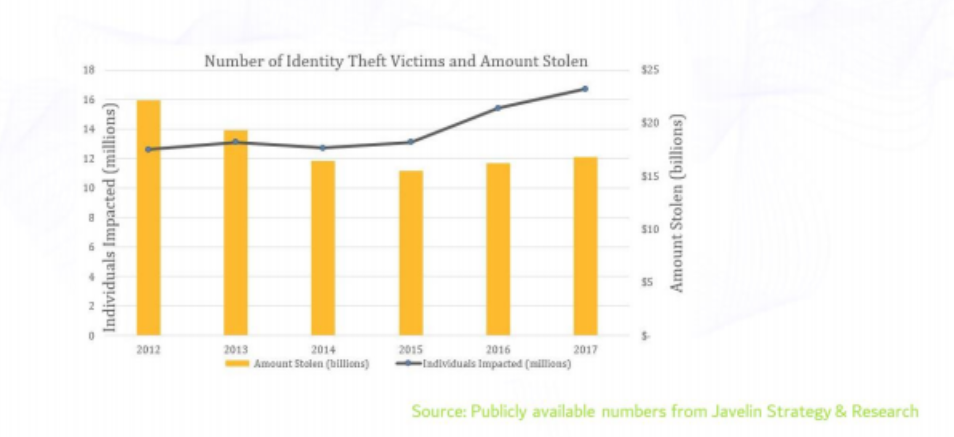 Number of Identity Theft Victims and Amount Stolen
18
16
14
12
10
8
6
4
2
0
Individuals Impacted (millions)
$25
$20
$15
$10
$5
$-
Amount Stolen (billions)
2012 2013 2014 2015 2016 2017
Amount Stolen (billions) Individuals Impacted (millions)
Source: Publicly available numbers from Javelin Strategy & Research